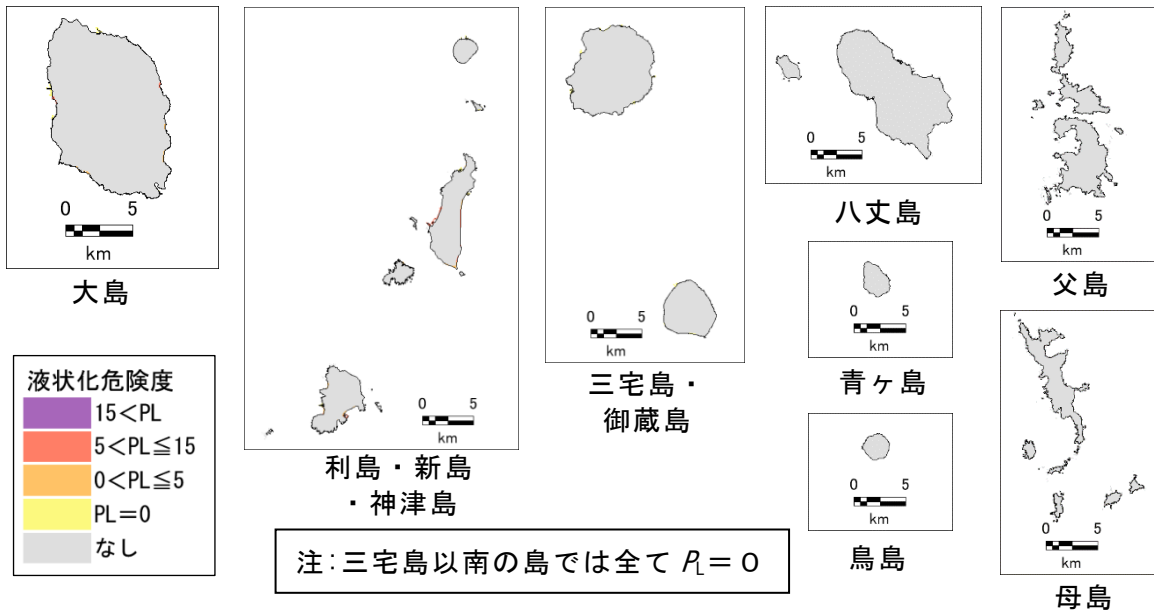 0 5
km
大島
液状化危険度
15<PL
5<PL≦15
0<PL≦5
PL=0
なし
0 5
km
利島・新島
・神津島
0 5
km
三宅島・
御蔵島
0 5
km
八丈島
0 5
km
青ヶ島
0 5
km
鳥島
0 5
km
父島
0 5
km
母島
注:三宅島以南の島では全て PL=0